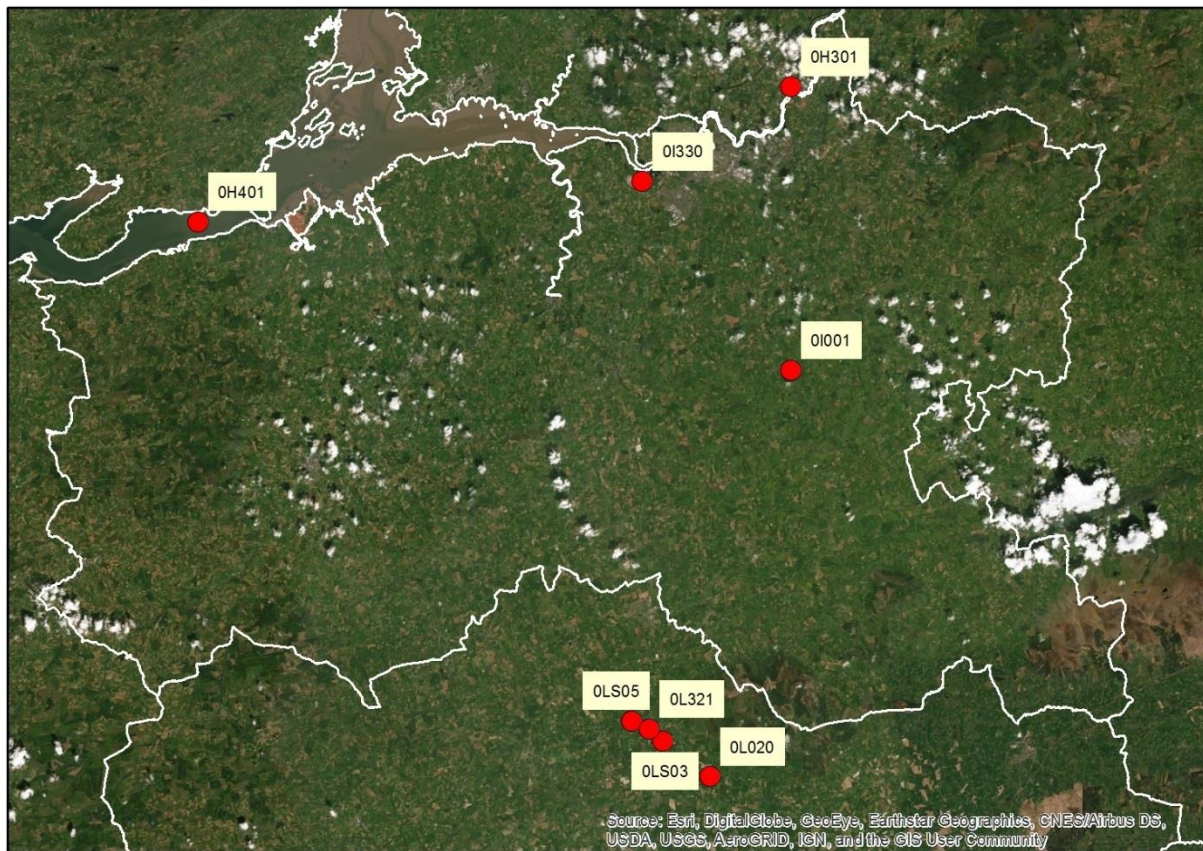 0H301
0I330
0H401
0I001
0LS05
0L321
0LS03
0L020
Source: Esri, DigitalGlobe, GeoEye, Earthstar Geographics, CNES/Airbus DS,
USDA, USGS, AeroGRID, IGN, and the GIS User Community